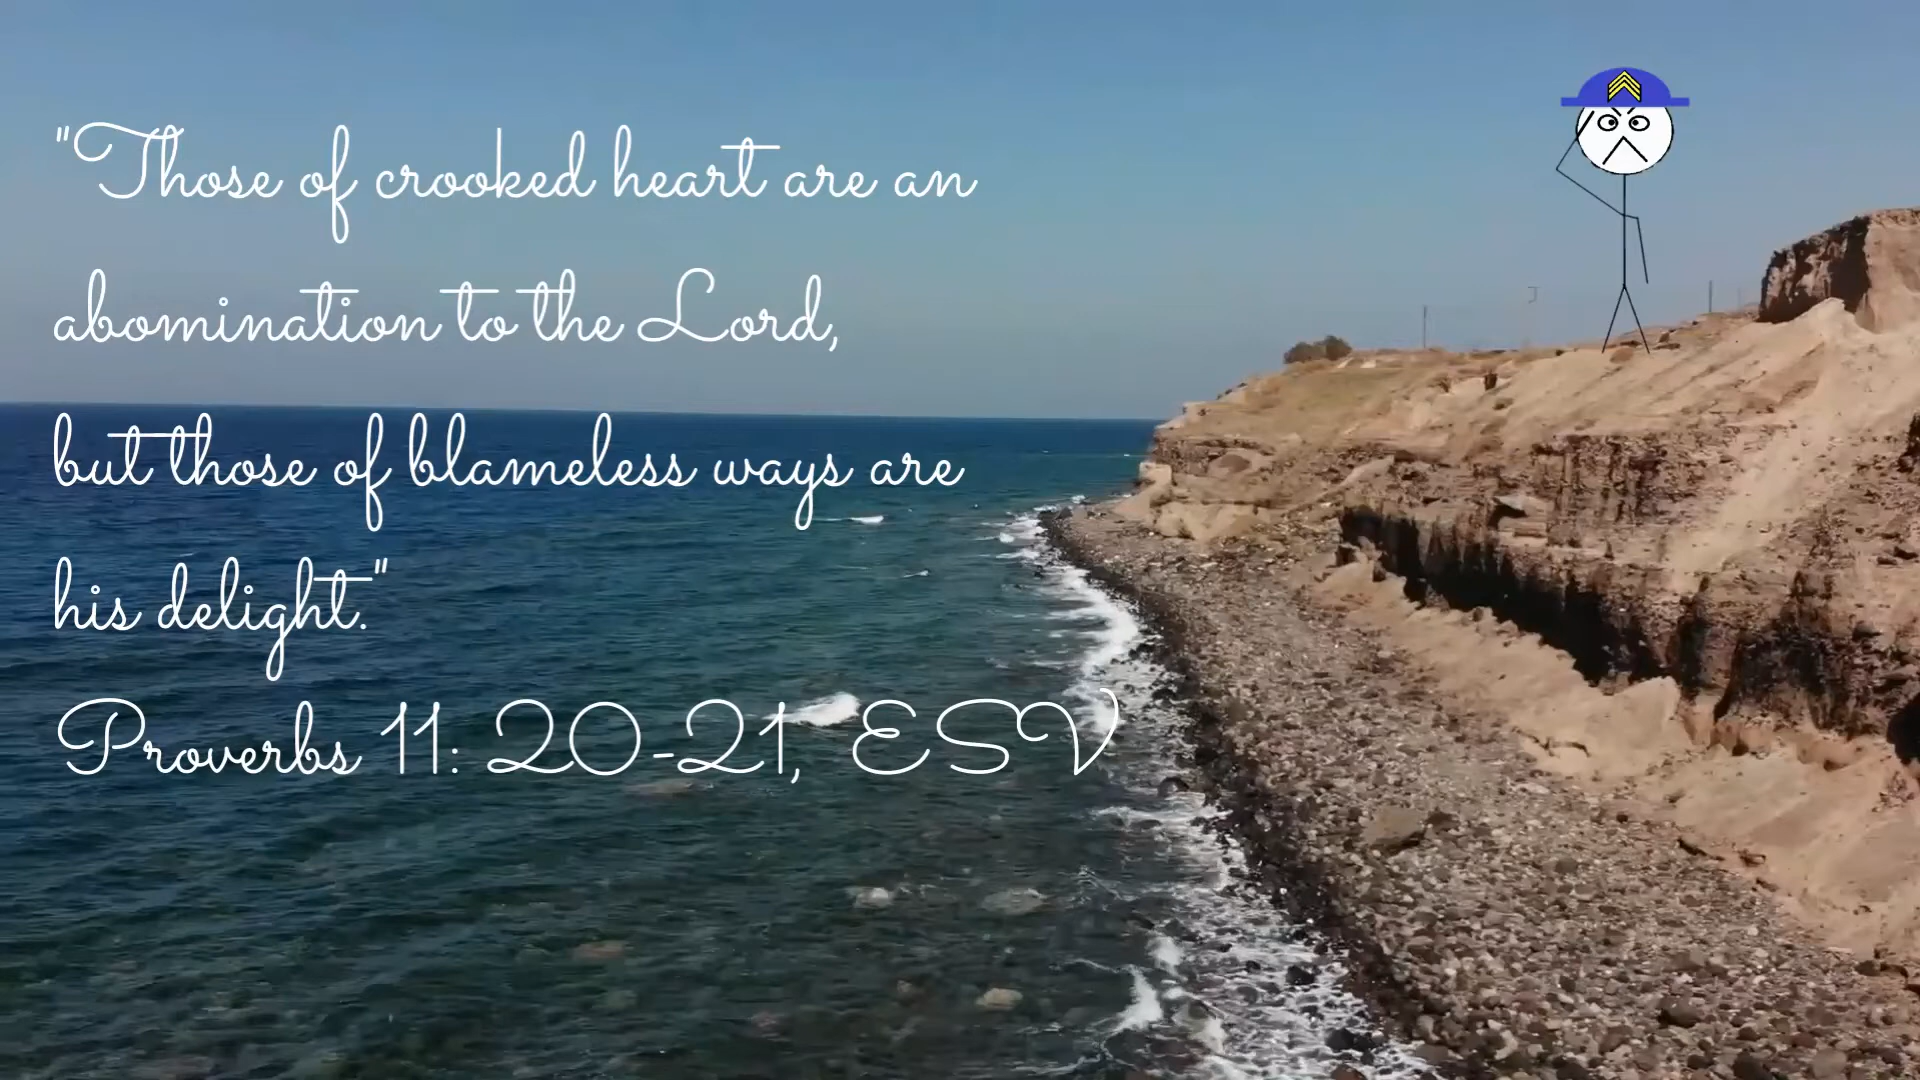 "Those of crooked heart are an
abomination to the Lord,
but those of blameless ways are
his delight."
Proverbs 11: 20-21, ESV